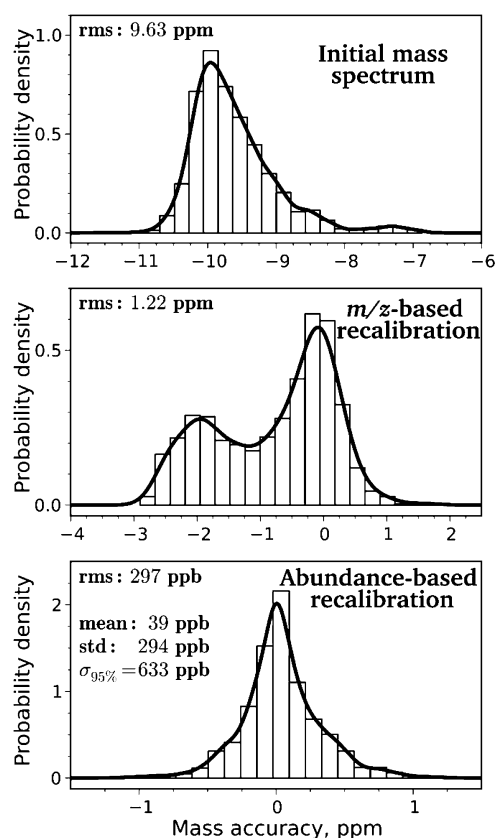 rms: 9.63 ppm
Initial mass
spectrum
Probability density
1.0
0.5
0.0
−12 −11 −10 −9 −8 −7 −6
rms: 1.22 ppm
m/z-based
recalibration
Probability density
0.5
0.0
−4 −3 −2 −1 0 1 2
rms: 297 ppb
Abundance-based
recalibration
mean: 39 ppb
std: 294 ppb
σ95% =633 ppb
Probability density
2
1
0
−1 0 1
Mass accuracy, ppm